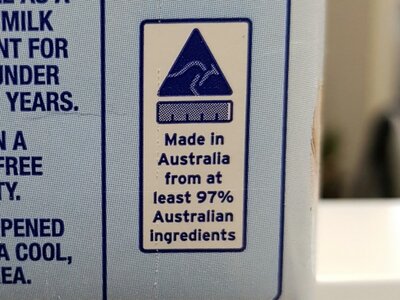 MILK
NT FOR
UNDER
YEARS.
N A
FREE
TY.
PENED
A COOL,
EA.
Made in
Australia
from at
least 97%
Australian
ingredients